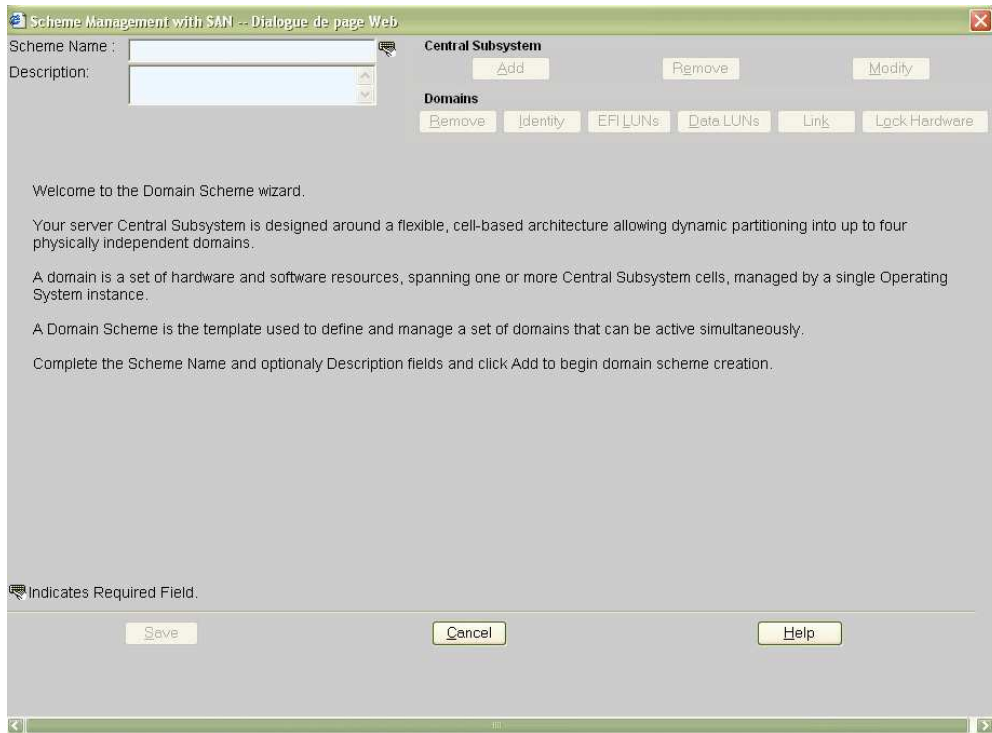 Scheme Management with SAN -- Dialogue de page Web
Scheme Name :
Description:
Central Subsystem
Add Remove Modify
Domains
Remove Identity EFI LUNs Data LUNs Link Lock Hardware
Welcome to the Domain Scheme wizard.
Your server Central Subsystem is designed around a flexible, cell-based architecture allowing dynamic partitioning into up to four
physically independent domains.
A domain is a set of hardware and software resources, spanning one or more Central Subsystem cells, managed by a single Operating
System instance.
A Domain Scheme is the template used to define and manage a set of domains that can be active simultaneously.
Complete the Scheme Name and optionaly Description fields and click Add to begin domain scheme creation.
Indicates Required Field.
Save Cancel Help